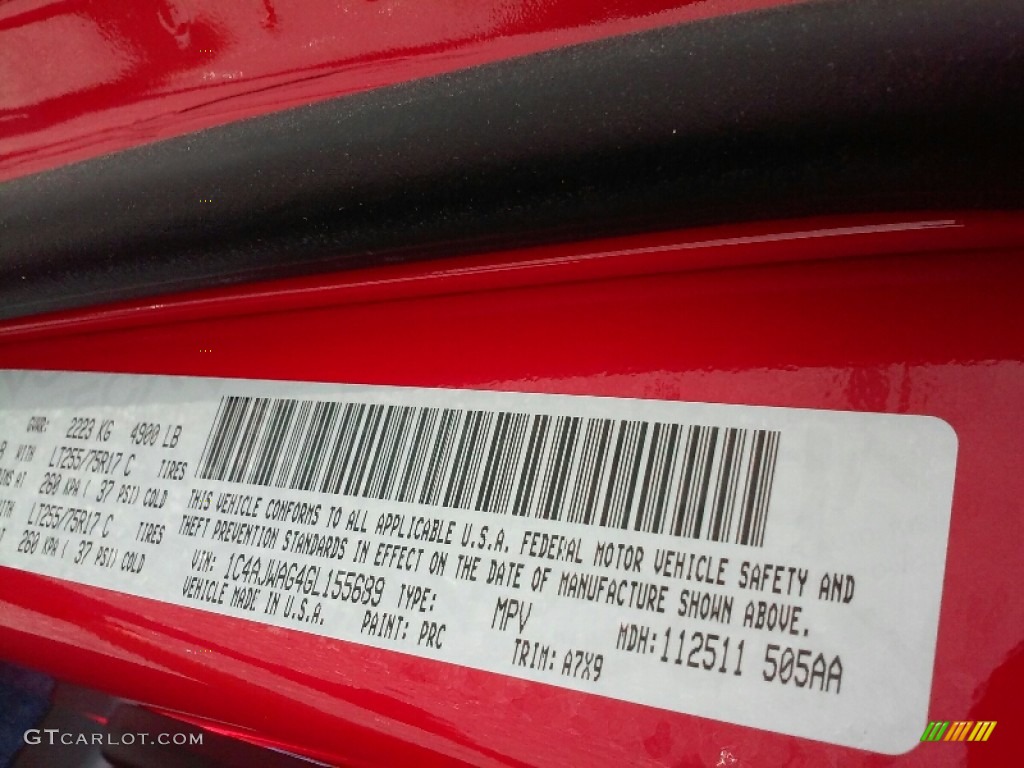 GVWR: 2223 KG 4900 LB
WITH LT255/75R17 C TIRES
AT 260 KPA ( 37 PSI) COLD
LT255/75R17 C TIRES
260 KPA ( 37 PSI) COLD
THIS VEHICLE CONFORMS TO ALL APPLICABLE U.S.A. FEDERAL MOTOR VEHICLE SAFETY AND
THEFT PREVENTION STANDARDS IN EFFECT ON THE DATE OF MANUFACTURE SHOWN ABOVE.
VIN: 1C4AJWAG4GL155689 TYPE: MPV MDH:112511 505AA
VEHICLE MADE IN U.S.A. PAINT: PRC TRIM: A7X9
GTCARLOT.COM